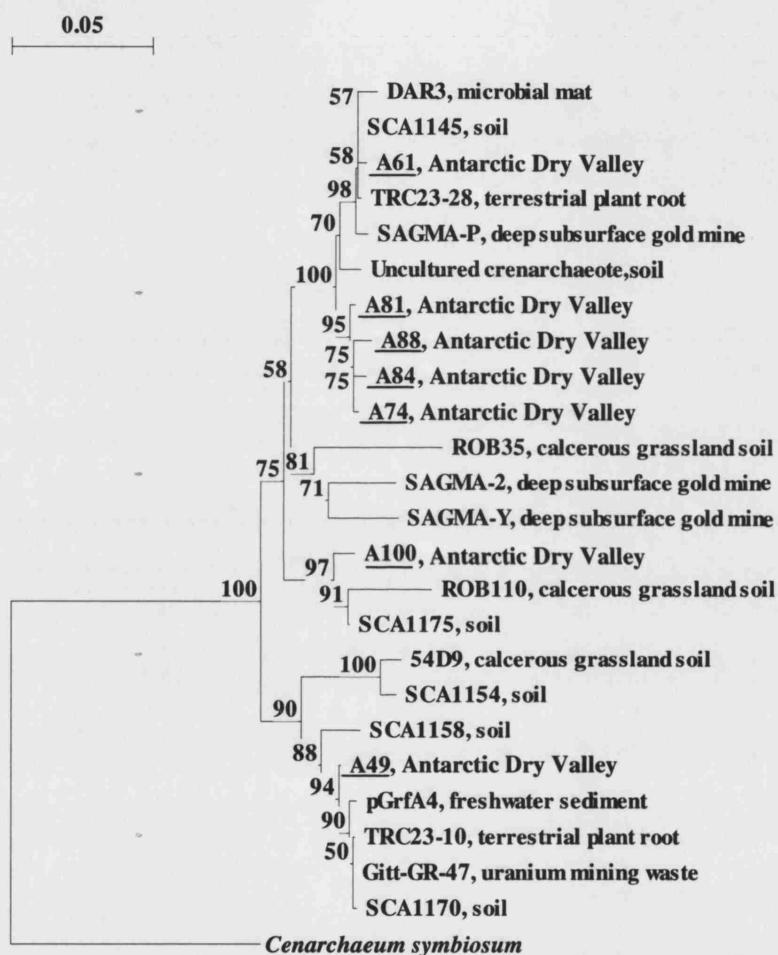 0.05
57
DAR3, microbial mat
SCA1145, soil
58
A61, Antarctic Dry Valley
98
TRC23-28, terrestrial plant root
70
SAGMA-P, deep subsurface gold mine
100
Uncultured crenarchaeote,soil
A81, Antarctic Dry Valley
95
A88, Antarctic Dry Valley
75
58
75
A84, Antarctic Dry Valley
A74, Antarctic Dry Valley
ROB35, calcerous grassland soil
75
81
SAGMA-2, deep subsurface gold mine
71
SAGMA-Y, deep subsurface gold mine
97
A100, Antarctic Dry Valley
100
91
ROB110, calcerous grassland soil
SCA1175, soil
100
54D9, calcerous grassland soil
SCA1154, soil
90
SCA1158, soil
88
A49, Antarctic Dry Valley
94
pGrfA4, freshwater sediment
90
TRC23-10, terrestrial plant root
50
Gitt-GR-47, uranium mining waste
SCA1170, soil
Cenarchaeum symbiosum